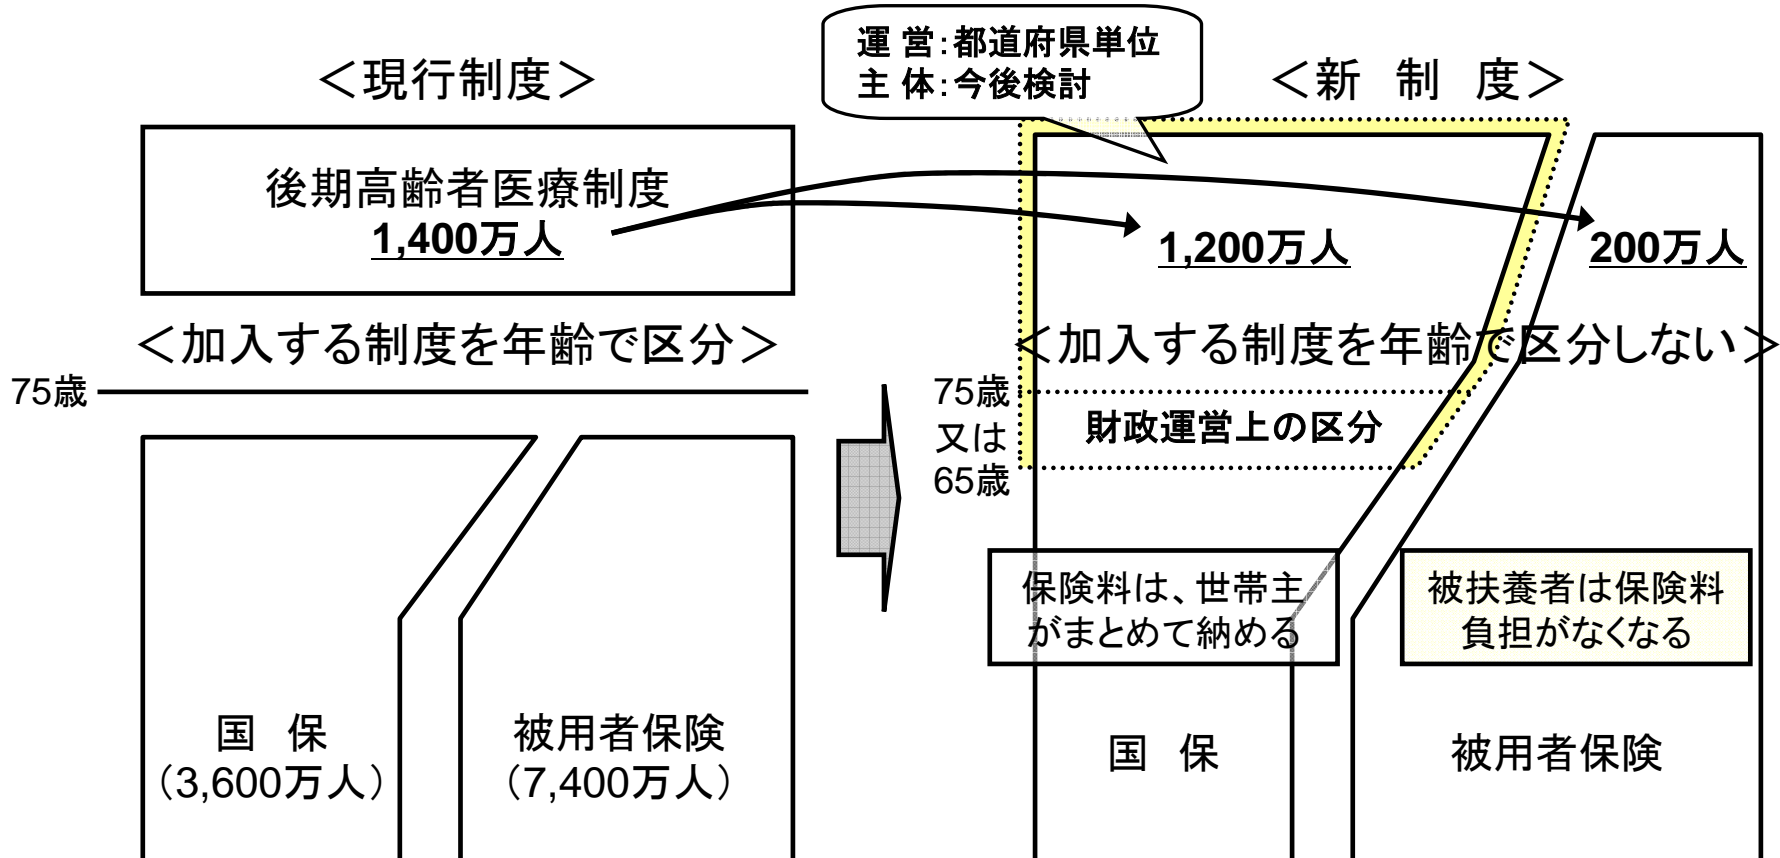 ＜現行制度＞
後期高齢者医療制度
1,400万人
＜加入する制度を年齢で区分＞
75歳
国　保
（3,600万人）
被用者保険
（7,400万人）
運 営：都道府県単位
主 体：今後検討
＜新　制　度＞
1,200万人
200万人
＜加入する制度を年齢で区分しない＞
75歳
又は
65歳
財政運営上の区分
保険料は、世帯主
がまとめて納める
被扶養者は保険料
負担がなくなる
国　保
被用者保険